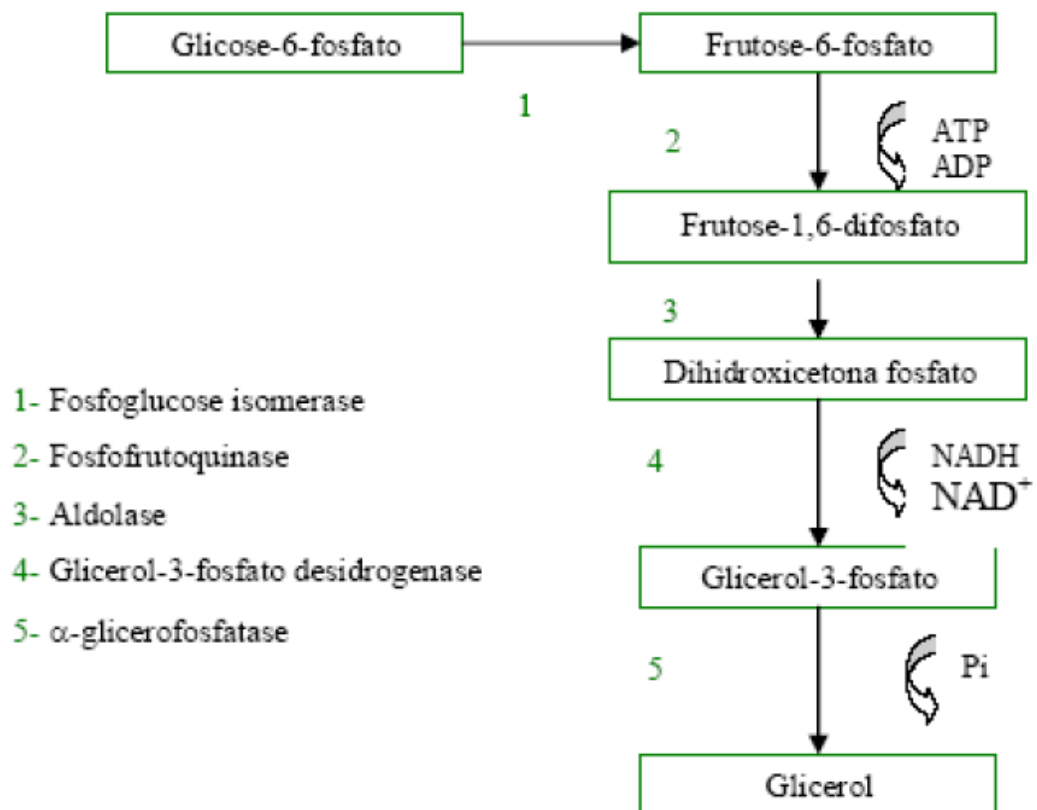 Glicose-6-fosfato
Frutose-6-fosfato
1
2
ATP
ADP
Frutose-1,6-difosfato
3
Dihidroxicetona fosfato
1- Fosfoglucose isomerase
2- Fosfofrutoquinase
3- Aldolase
4- Glicerol-3-fosfato desidrogenase
5- α-glicerofosfatase
4
NADH
NAD⁺
Glicerol-3-fosfato
5
Pi
Glicerol